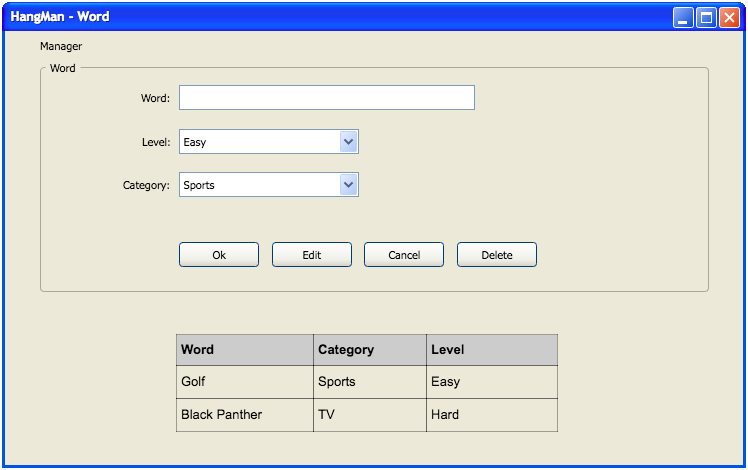 HangMan - Word
Manager
Word
Word:
Level: Easy
Category: Sports
Ok Edit Cancel Delete
Word Category Level
Golf Sports Easy
Black Panther TV Hard